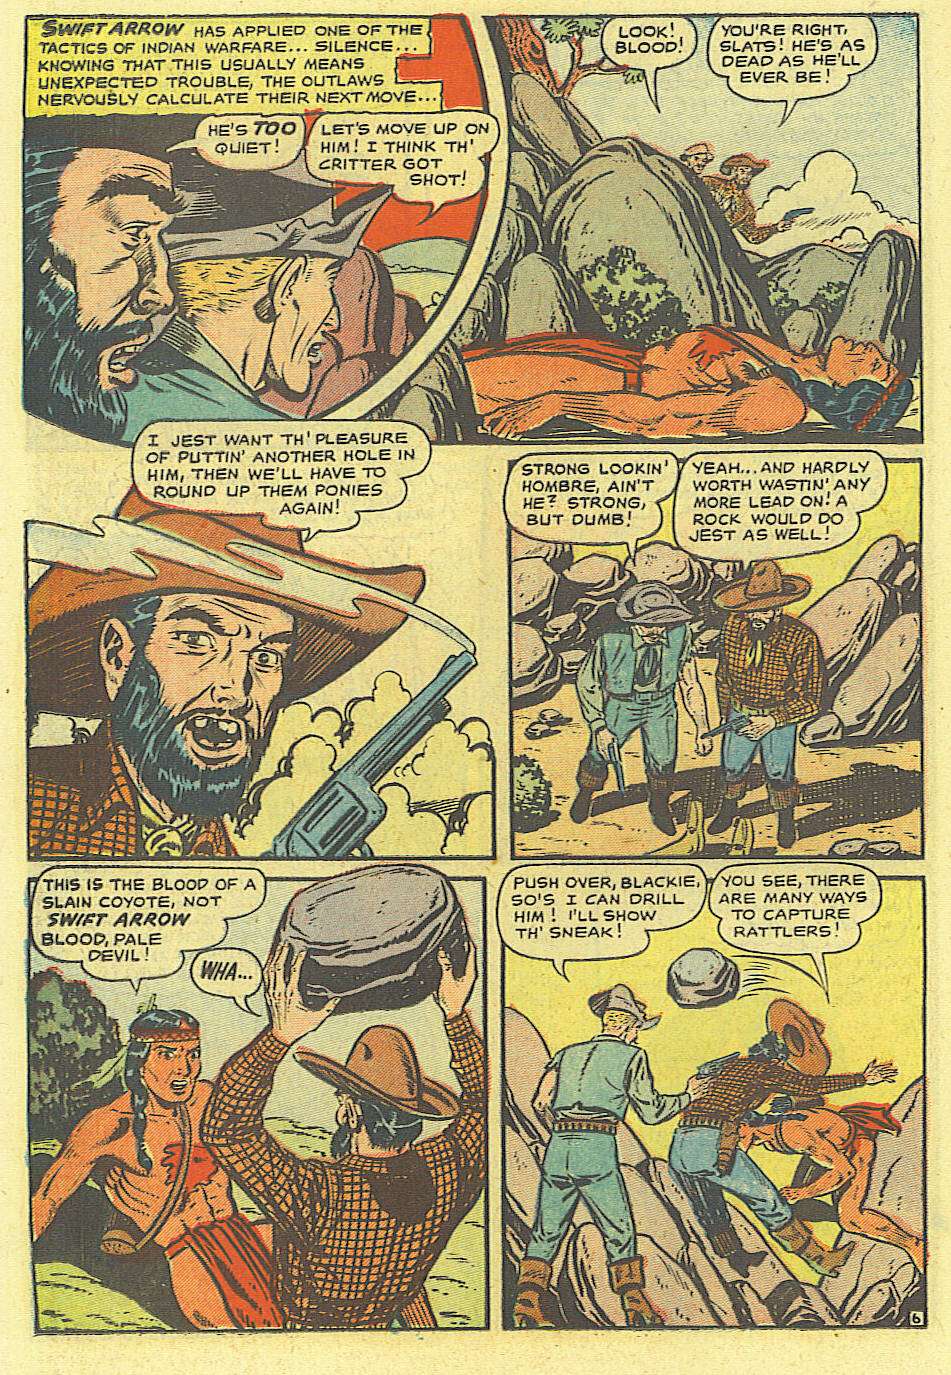 SWIFT ARROW HAS APPLIED ONE OF THE
TACTICS OF INDIAN WARFARE... SILENCE...
KNOWING THAT THIS USUALLY MEANS
UNEXPECTED TROUBLE, THE OUTLAWS
NERVOUSLY CALCULATE THEIR NEXT MOVE...
HE'S TOO
QUIET!
LET'S MOVE UP ON
HIM! I THINK TH'
CRITTER GOT
SHOT!
LOOK!
BLOOD!
YOU'RE RIGHT,
SLATS! HE'S AS
DEAD AS HE'LL
EVER BE!
I JEST WANT TH' PLEASURE
OF PUTTIN' ANOTHER HOLE IN
HIM, THEN WE'LL HAVE TO
ROUND UP THEM PONIES
AGAIN!
STRONG LOOKIN'
HOMBRE, AIN'T
HE? STRONG,
BUT DUMB!
YEAH...AND HARDLY
WORTH WASTIN' ANY
MORE LEAD ON! A
ROCK WOULD DO
JEST AS WELL!
THIS IS THE BLOOD OF A
SLAIN COYOTE, NOT
SWIFT ARROW
BLOOD, PALE
DEVIL!
WHA...
PUSH OVER, BLACKIE,
SO'S I CAN DRILL
HIM! I'LL SHOW
TH' SNEAK!
YOU SEE, THERE
ARE MANY WAYS
TO CAPTURE
RATTLERS!
6